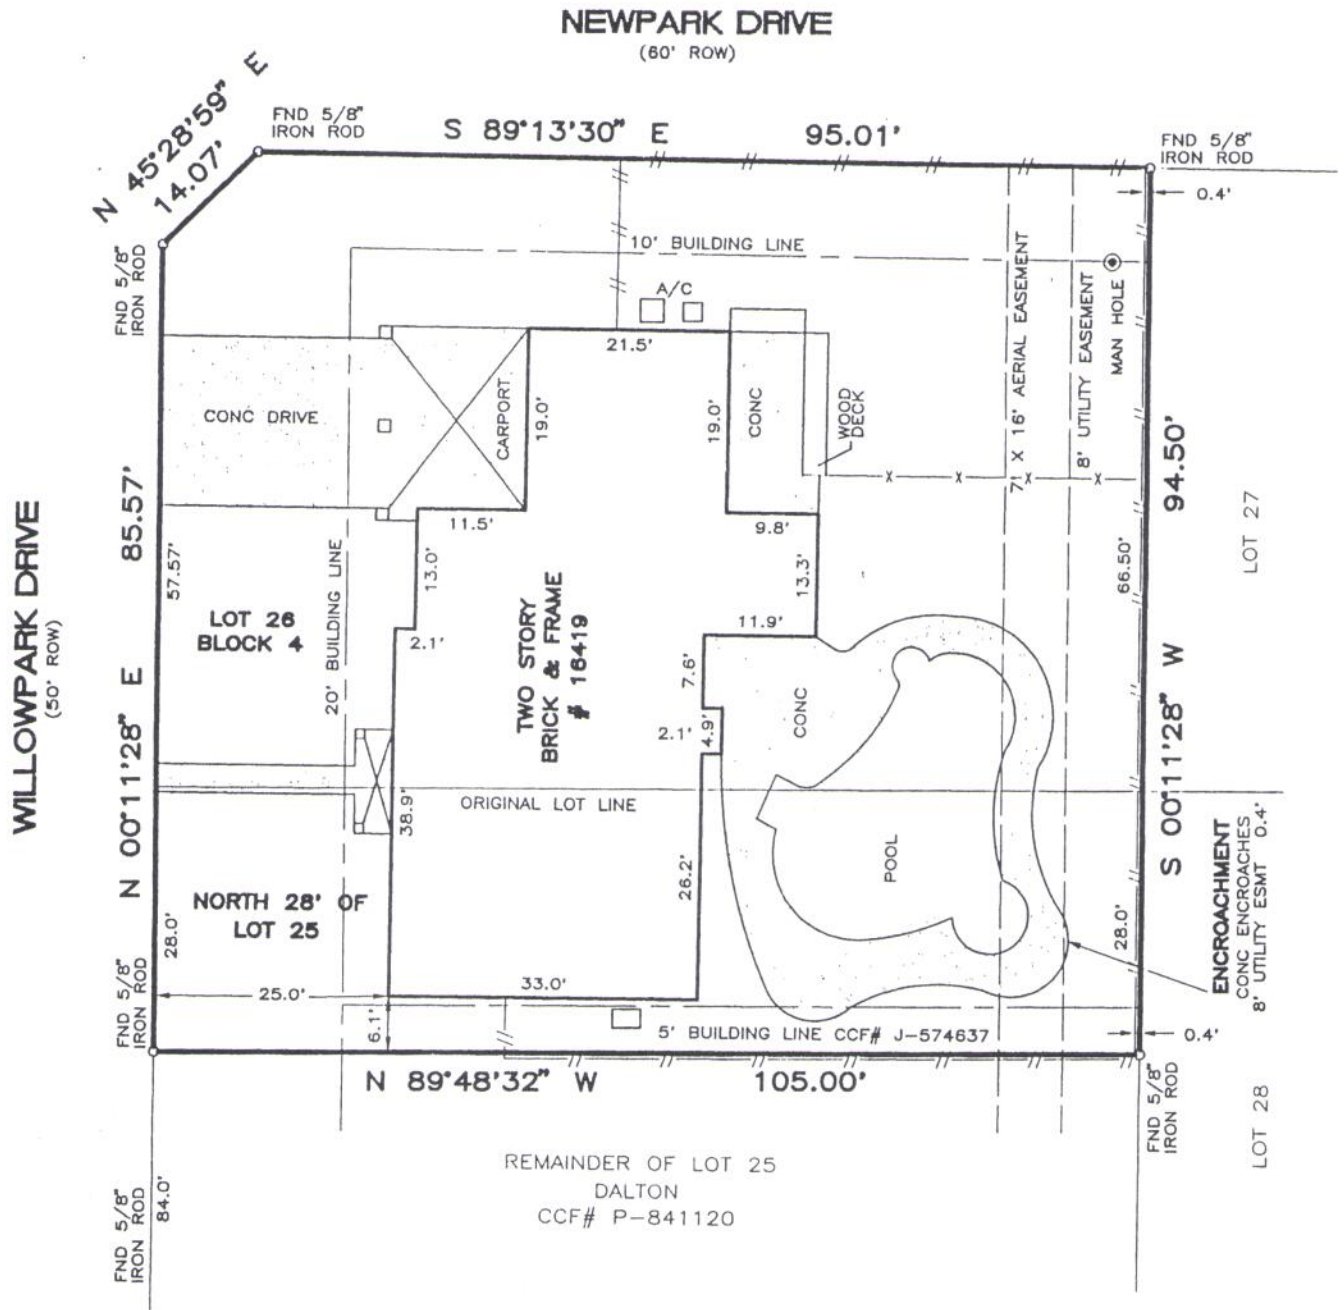 NEWPARK DRIVE
(60' ROW)
N 45°28'59" E
14.07'
FND 5/8"
IRON ROD
S 89°13'30" E
95.01'
FND 5/8"
IRON ROD
0.4'
FND 5/8"
IRON ROD
10' BUILDING LINE
A/C
21.5'
CONC DRIVE
CARPORT
19.0'
19.0'
CONC
WOOD
DECK
7' X 16' AERIAL EASEMENT
8' UTILITY EASEMENT
MAN HOLE
94.50'
S 00°11'28" W
66.50'
LOT 27
WILLOWPARK DRIVE
(50' ROW)
85.57'
N 00°11'28" E
57.57'
11.5'
9.8'
13.0'
13.3'
20' BUILDING LINE
LOT 26
BLOCK 4
2.1'
TWO STORY
BRICK & FRAME
# 16419
11.9'
7.6'
2.1'
4.9'
CONC
ORIGINAL LOT LINE
38.9'
26.2'
POOL
NORTH 28' OF
LOT 25
28.0'
28.0'
ENCROACHMENT
CONC ENCROACHES
8' UTILITY ESMT 0.4'
FND 5/8"
IRON ROD
25.0'
33.0'
6.1'
5' BUILDING LINE CCF# J-574637
0.4'
N 89°48'32" W
105.00'
FND 5/8"
IRON ROD
LOT 28
REMAINDER OF LOT 25
DALTON
CCF# P-841120
84.0'
FND 5/8"
IRON ROD